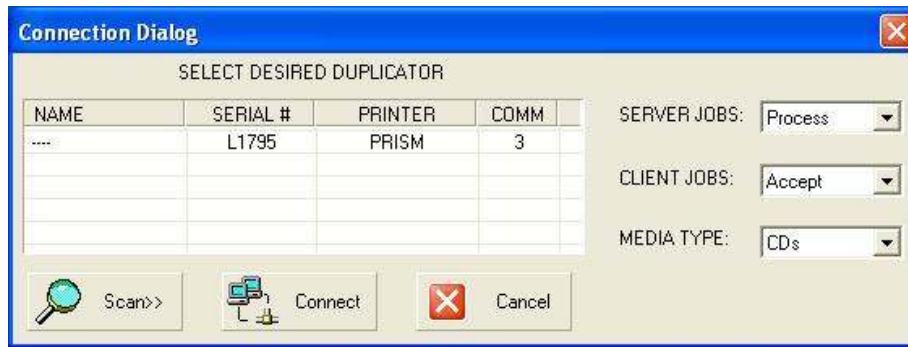 Connection Dialog
SELECT DESIRED DUPLICATOR
NAME SERIAL # PRINTER COMM
---- L1795 PRISM 3
SERVER JOBS: Process
CLIENT JOBS: Accept
MEDIA TYPE: CDs
Scan>> Connect Cancel